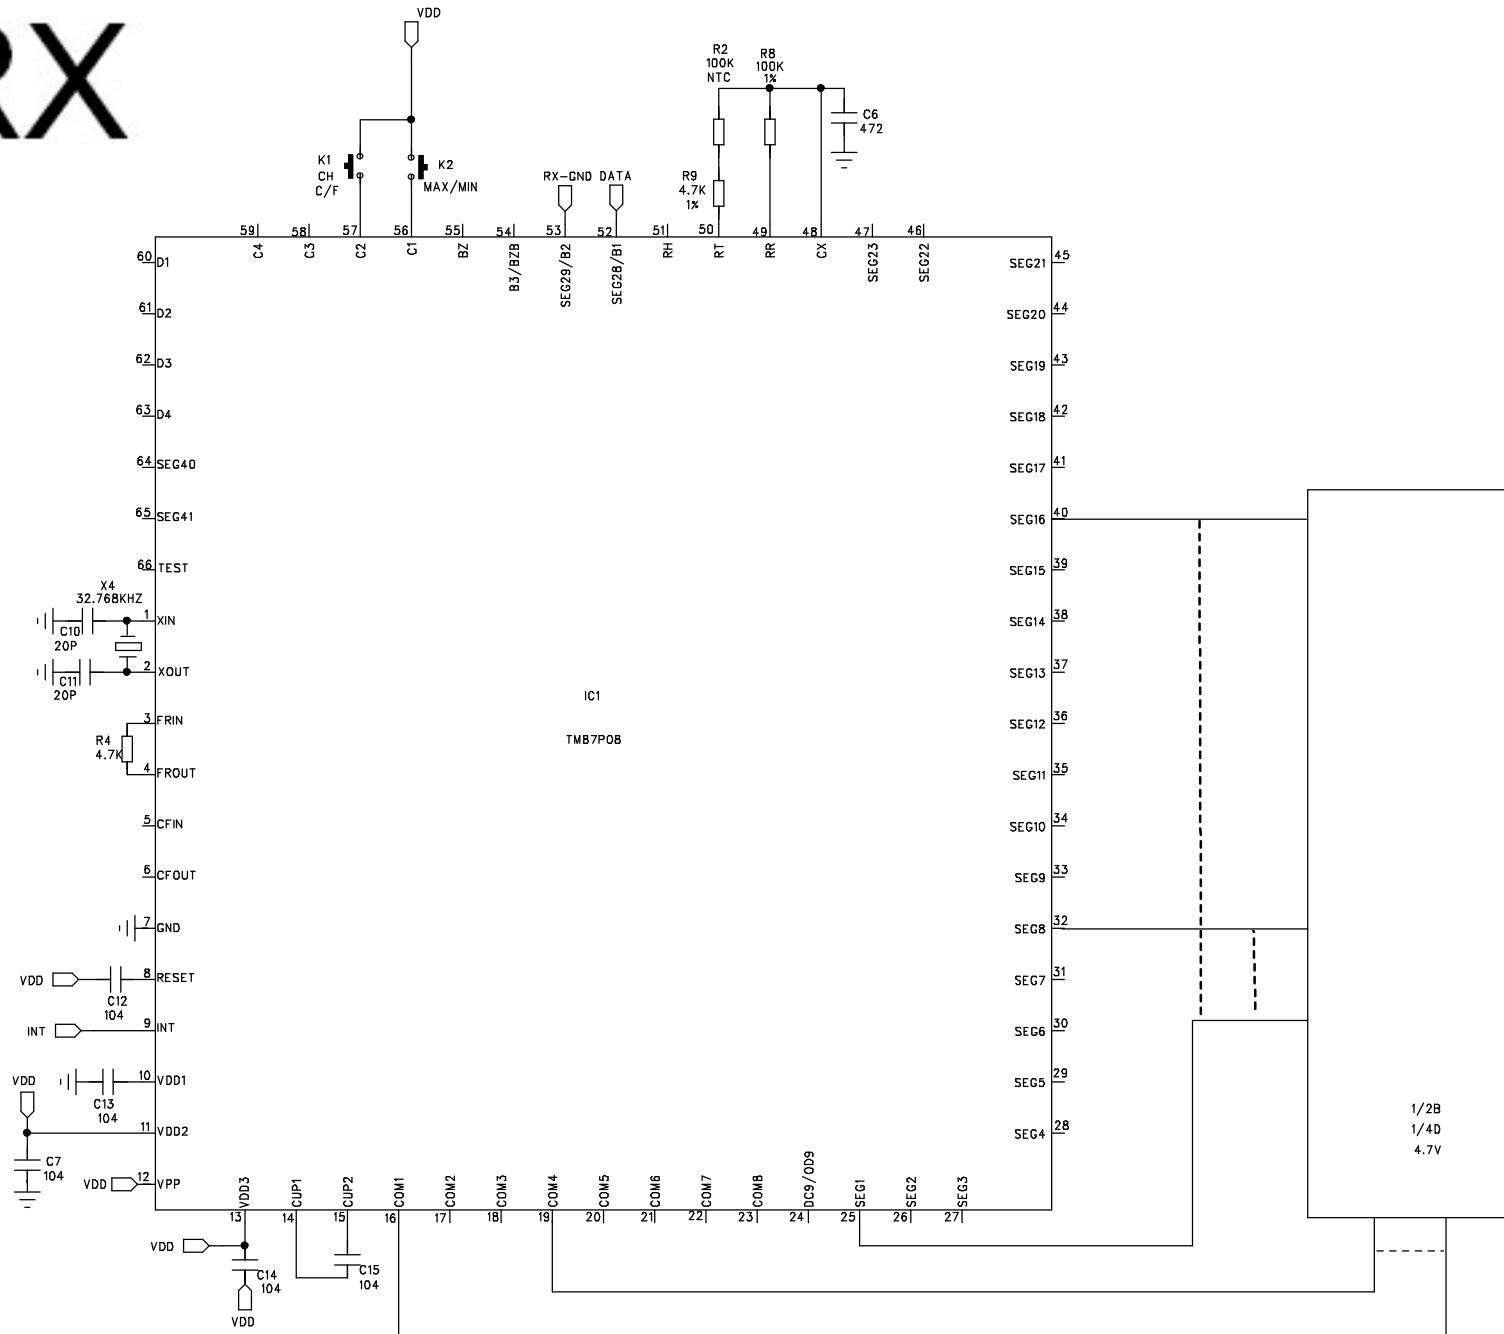 RX
VDD
R2
100K
NTC
R8
100K
1%
C6
472
K1
CH
C/F
K2
MAX/MIN
RX-GND DATA
R9
4.7K
1%
59 58 57 56 55 54 53 52 51 50 49 48 47 46
C4 C3 C2 C1 BZ B3/BZB SEG29/B2 SEG28/B1 RH RT RR CX SEG23 SEG22
60 D1
61 D2
62 D3
63 D4
64 SEG40
65 SEG41
66 TEST
X4
32.768KHZ
1 XIN
C10
20P
2 XOUT
C11
20P
3 FRIN
R4
4.7K
4 FROUT
5 CFIN
6 CFOUT
7 GND
VDD
8 RESET
C12
104
INT
9 INT
10 VDD1
C13
104
VDD
11 VDD2
C7
104
VDD
12 VPP
IC1
TM87P08
SEG21 45
SEG20 44
SEG19 43
SEG18 42
SEG17 41
SEG16 40
SEG15 39
SEG14 38
SEG13 37
SEG12 36
SEG11 35
SEG10 34
SEG9 33
SEG8 32
SEG7 31
SEG6 30
SEG5 29
SEG4 28
1/2B
1/4D
4.7V
VDD3 CUP1 CUP2 COM1 COM2 COM3 COM4 COM5 COM6 COM7 COM8 DC9/OD9 SEG1 SEG2 SEG3
13 14 15 16 17 18 19 20 21 22 23 24 25 26 27
VDD
C14
104
C15
104
VDD